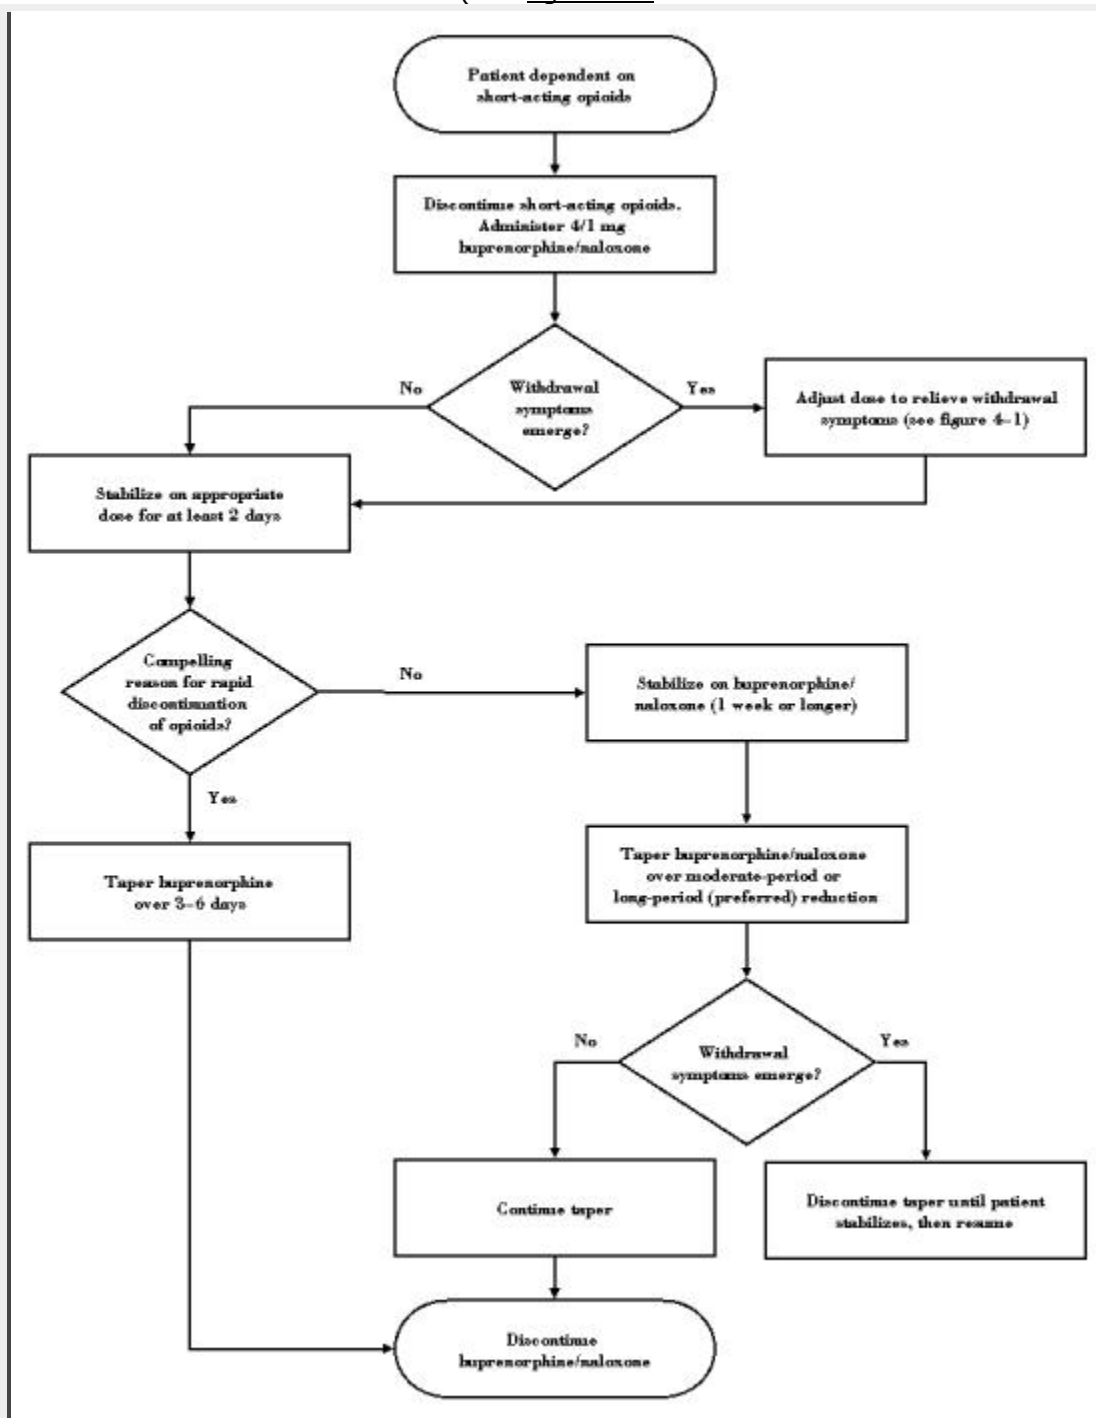 Patient dependent on
short-acting opioids
Discontinue short-acting opioids.
Administer 4/1 mg
buprenorphine/naloxone
No
Withdrawal
symptoms
emerge?
Yes
Adjust dose to relieve withdrawal
symptoms (see figure 4–1)
Stabilize on appropriate
dose for at least 2 days
Compelling
reason for rapid
discontinuation
of opioids?
No
Stabilize on buprenorphine/
naloxone (1 week or longer)
Yes
Taper buprenorphine
over 3–6 days
Taper buprenorphine/naloxone
over moderate-period or
long-period (preferred) reduction
No
Withdrawal
symptoms emerge?
Yes
Continue taper
Discontinue taper until patient
stabilizes, then resume
Discontinue
buprenorphine/naloxone